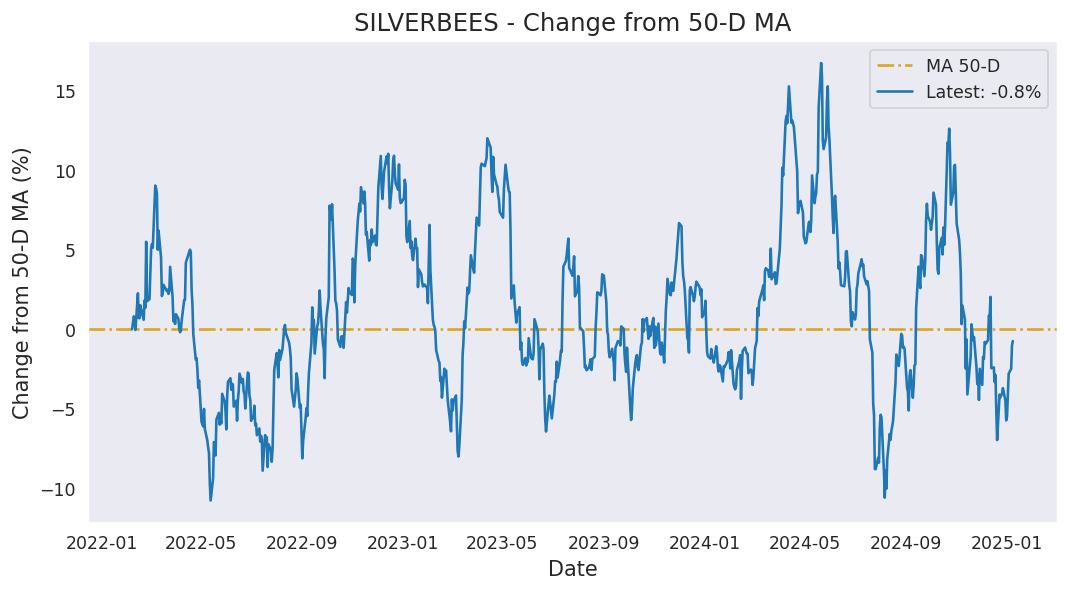 SILVERBEES - Change from 50-D MA
MA 50-D
Latest: -0.8%
Change from 50-D MA (%)
15
10
5
0
−5
−10
2022-01 2022-05 2022-09 2023-01 2023-05 2023-09 2024-01 2024-05 2024-09 2025-01
Date